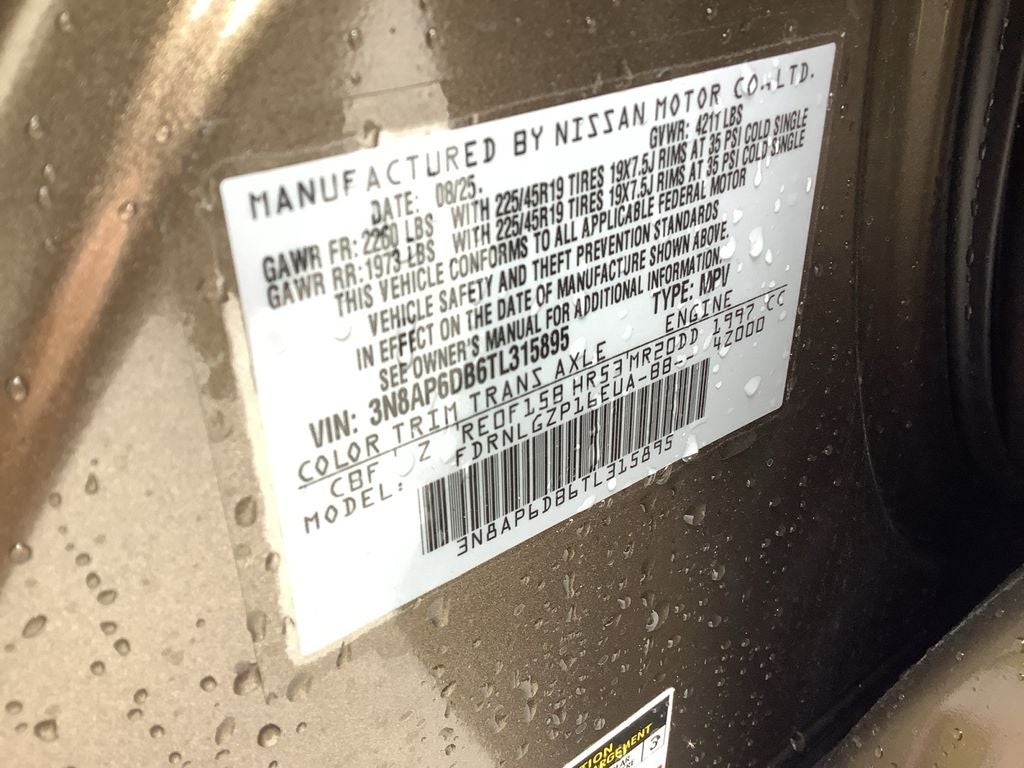 MANUFACTURED BY NISSAN MOTOR CO.,LTD.
DATE: 08/25. GVWR: 4211 LBS
GAWR FR: 2260 LBS WITH 225/45R19 TIRES 19X7.5J RIMS AT 35 PSI COLD SINGLE
GAWR RR: 1973 LBS WITH 225/45R19 TIRES 19X7.5J RIMS AT 35 PSI COLD SINGLE
THIS VEHICLE CONFORMS TO ALL APPLICABLE FEDERAL MOTOR
VEHICLE SAFETY AND THEFT PREVENTION STANDARDS
IN EFFECT ON THE DATE OF MANUFACTURE SHOWN ABOVE.
SEE OWNER'S MANUAL FOR ADDITIONAL INFORMATION.
VIN: 3N8AP6DB6TL315895 TYPE: MPV
COLOR TRIM TRANS AXLE ENGINE
CBF Z RE0F15B HR53 MR20DD 1997 CC
MODEL: FDRNLGZP16EUA-BB-- 42000
3N8AP6DB6TL315895
3